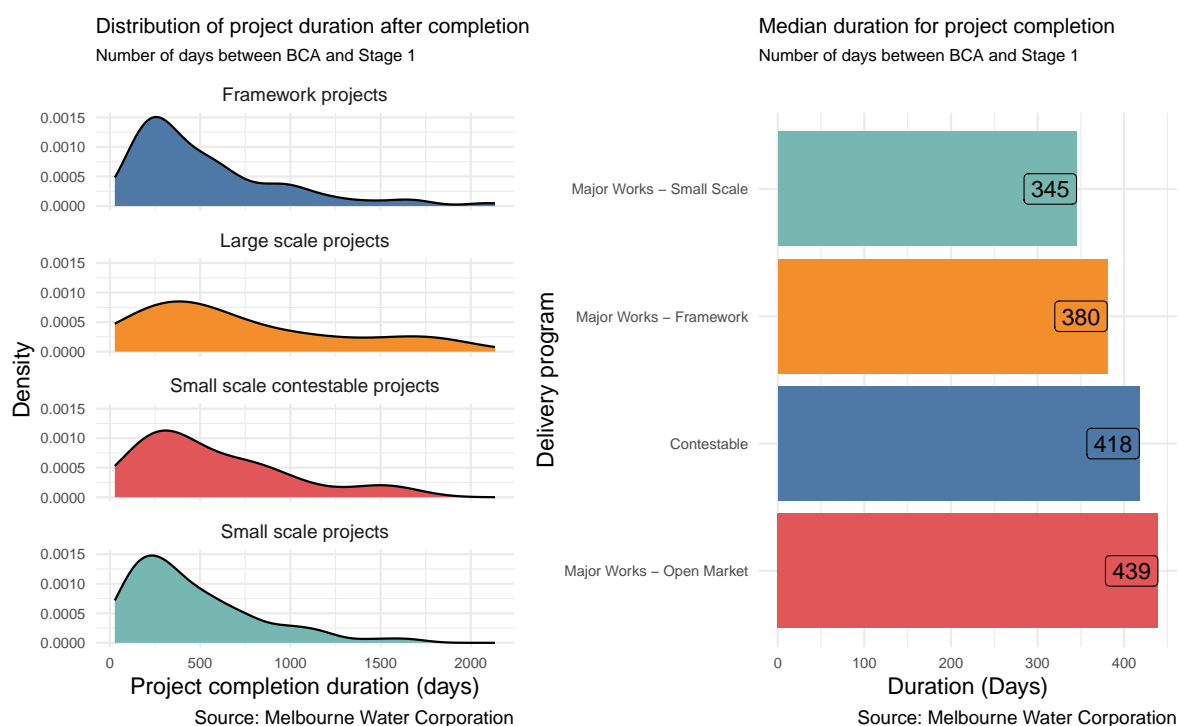 Distribution of project duration after completion
Number of days between BCA and Stage 1
Framework projects
0.0015
0.0010
0.0005
0.0000
Large scale projects
0.0015
0.0010
0.0005
0.0000
Small scale contestable projects
0.0015
0.0010
0.0005
0.0000
Small scale projects
0.0015
0.0010
0.0005
0.0000
Density
0 500 1000 1500 2000
Project completion duration (days)
Source: Melbourne Water Corporation
Median duration for project completion
Number of days between BCA and Stage 1
Delivery program
Major Works – Small Scale
345
Major Works – Framework
380
Contestable
418
Major Works – Open Market
439
0 100 200 300 400
Duration (Days)
Source: Melbourne Water Corporation